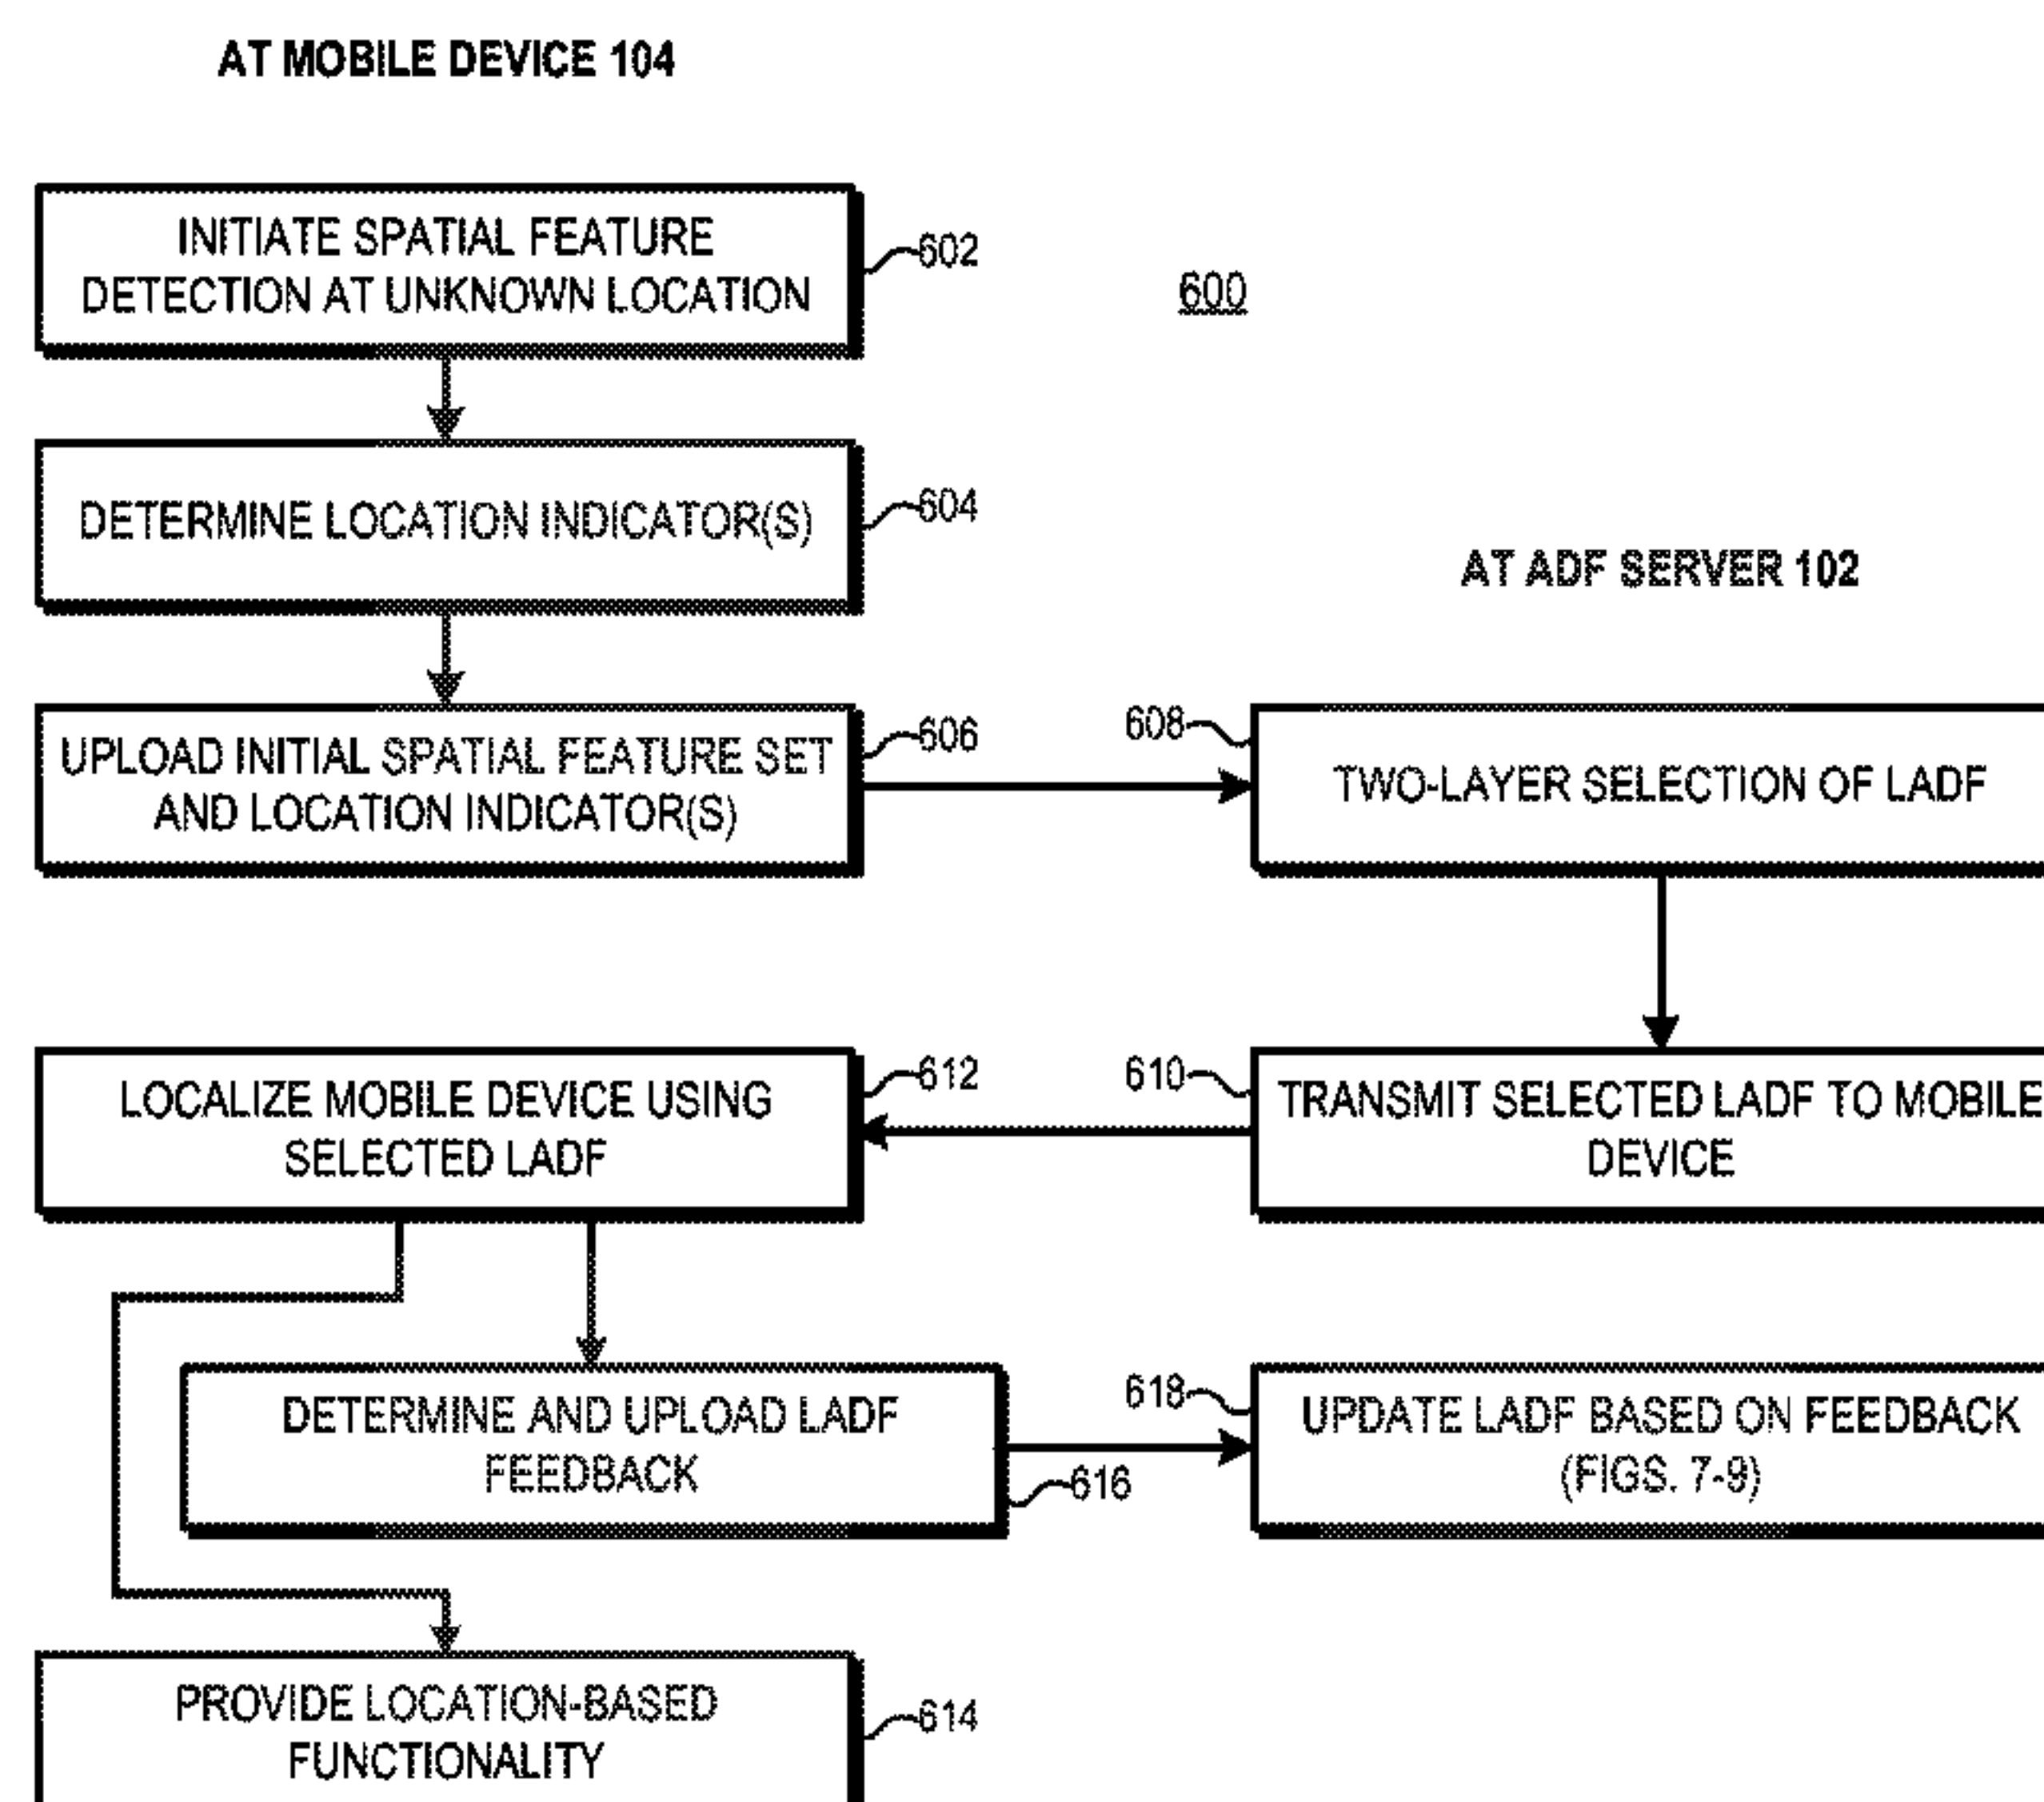 AT MOBILE DEVICE 104
INITIATE SPATIAL FEATURE
DETECTION AT UNKNOWN LOCATION
602
600
DETERMINE LOCATION INDICATOR(S)
604
AT ADF SERVER 102
UPLOAD INITIAL SPATIAL FEATURE SET
AND LOCATION INDICATOR(S)
606
608
TWO-LAYER SELECTION OF LADF
LOCALIZE MOBILE DEVICE USING
SELECTED LADF
612
610
TRANSMIT SELECTED LADF TO MOBILE
DEVICE
DETERMINE AND UPLOAD LADF
FEEDBACK
616
618
UPDATE LADF BASED ON FEEDBACK
(FIGS. 7-9)
PROVIDE LOCATION-BASED
FUNCTIONALITY
614